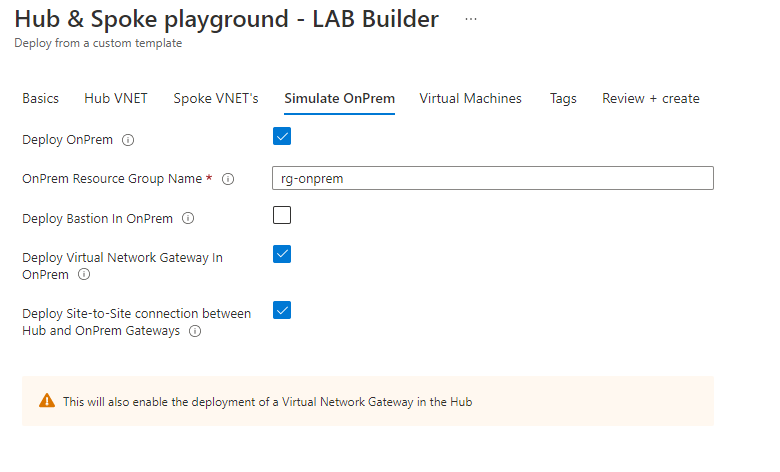 Hub & Spoke playground - LAB Builder ...
Deploy from a custom template
Basics Hub VNET Spoke VNET's Simulate OnPrem Virtual Machines Tags Review + create
Deploy OnPrem
OnPrem Resource Group Name * rg-onprem
Deploy Bastion In OnPrem
Deploy Virtual Network Gateway In
OnPrem
Deploy Site-to-Site connection between
Hub and OnPrem Gateways
This will also enable the deployment of a Virtual Network Gateway in the Hub